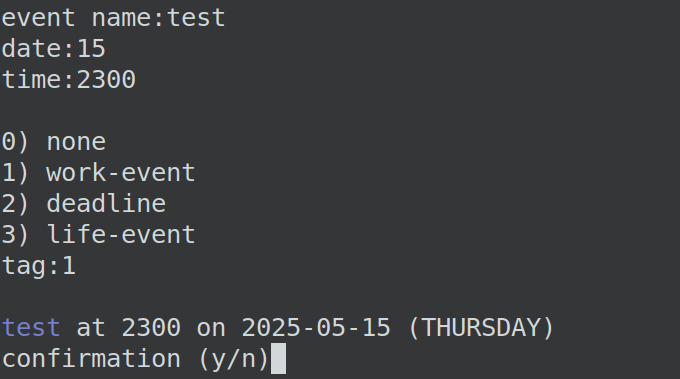 event name:test
date:15
time:2300
0) none
1) work-event
2) deadline
3) life-event
tag:1
test at 2300 on 2025-05-15 (THURSDAY)
confirmation (y/n)